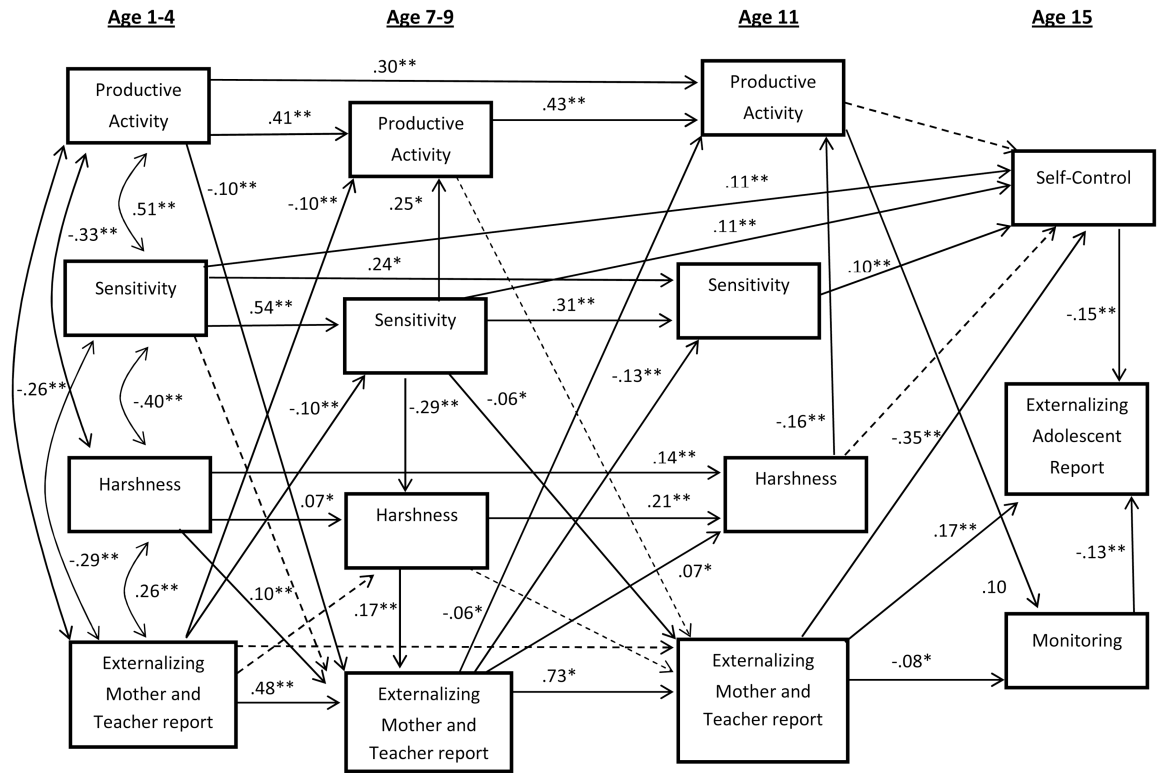 Age 1-4
Age 7-9
Age 11
Age 15
Productive
Activity
.30**
Productive
Activity
.41**
Productive
Activity
.43**
Self-Control
-.10**
-.10**
.25*
.11**
.51**
-.33**
.11**
Sensitivity
.24*
Sensitivity
.10**
.54**
Sensitivity
.31**
-.15**
-.26**
-.40**
-.10**
-.29**
-.06*
-.13**
-.16**
-.35**
Externalizing
Adolescent
Report
Harshness
.14**
Harshness
.07*
Harshness
.21**
-.29**
.26**
.10**
.17**
-.06*
.07*
.17**
-.13**
.10
Externalizing
Mother and
Teacher report
.48**
Externalizing
Mother and
Teacher report
.73*
Externalizing
Mother and
Teacher report
-.08*
Monitoring